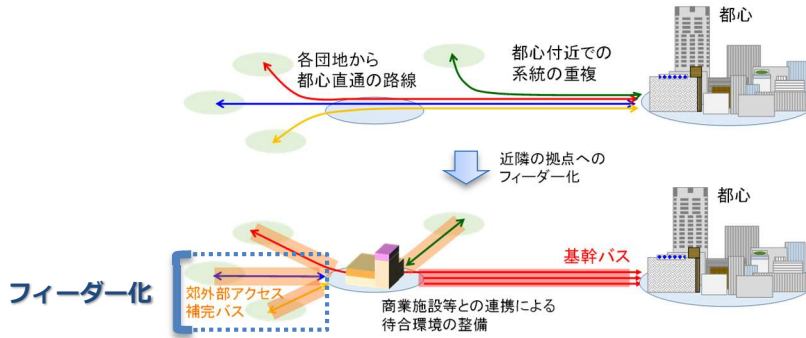 都心
各団地から
都心直通の路線
都心付近での
系統の重複
近隣の拠点への
フィーダー化
都心
基幹バス
フィーダー化
郊外部アクセス
補完バス
商業施設等との連携による
待合環境の整備